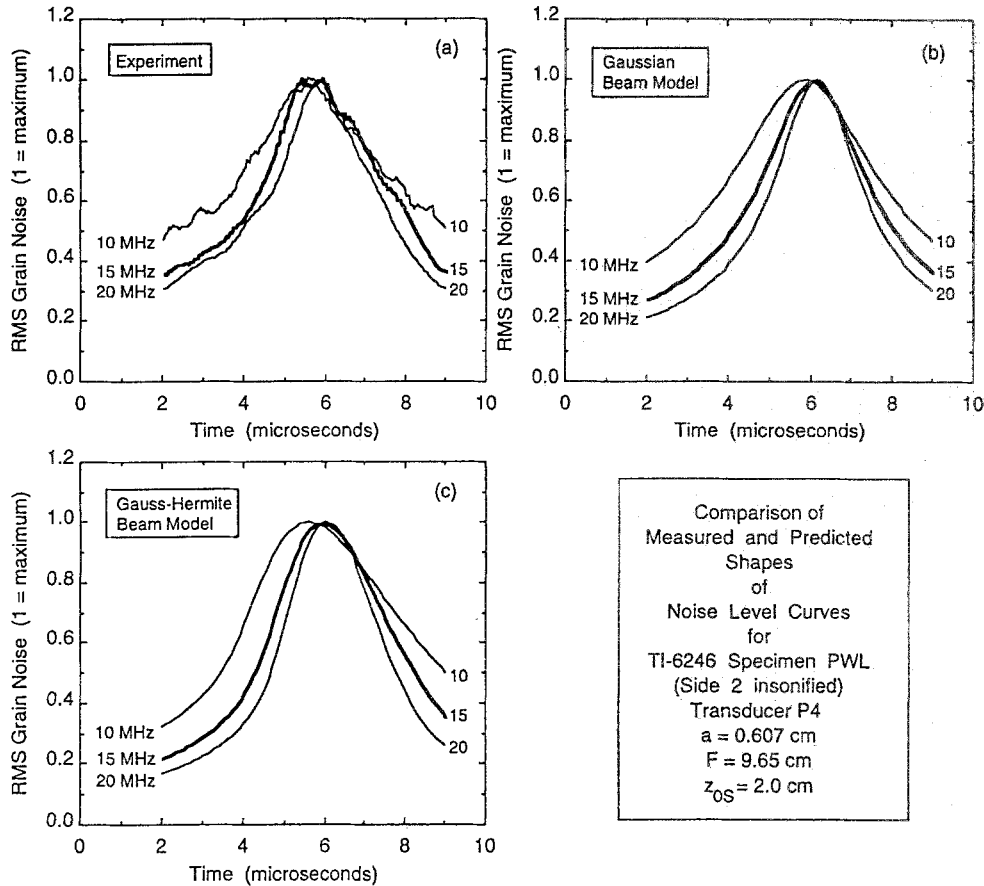 RMS Grain Noise (1 = maximum)
1.2
1.0
0.8
0.6
0.4
0.2
0.0
Experiment
(a)
10 MHz
15 MHz
20 MHz
10
15
20
0 2 4 6 8 10
Time (microseconds)
RMS Grain Noise (1 = maximum)
1.2
1.0
0.8
0.6
0.4
0.2
0.0
Gaussian
Beam Model
(b)
10 MHz
15 MHz
20 MHz
10
15
20
0 2 4 6 8 10
Time (microseconds)
RMS Grain Noise (1 = maximum)
1.2
1.0
0.8
0.6
0.4
0.2
0.0
Gauss-Hermite
Beam Model
(c)
10 MHz
15 MHz
20 MHz
10
15
20
0 2 4 6 8 10
Time (microseconds)
Comparison of
Measured and Predicted
Shapes
of
Noise Level Curves
for
TI-6246 Specimen PWL
(Side 2 insonified)
Transducer P4
a = 0.607 cm
F = 9.65 cm
z0S = 2.0 cm